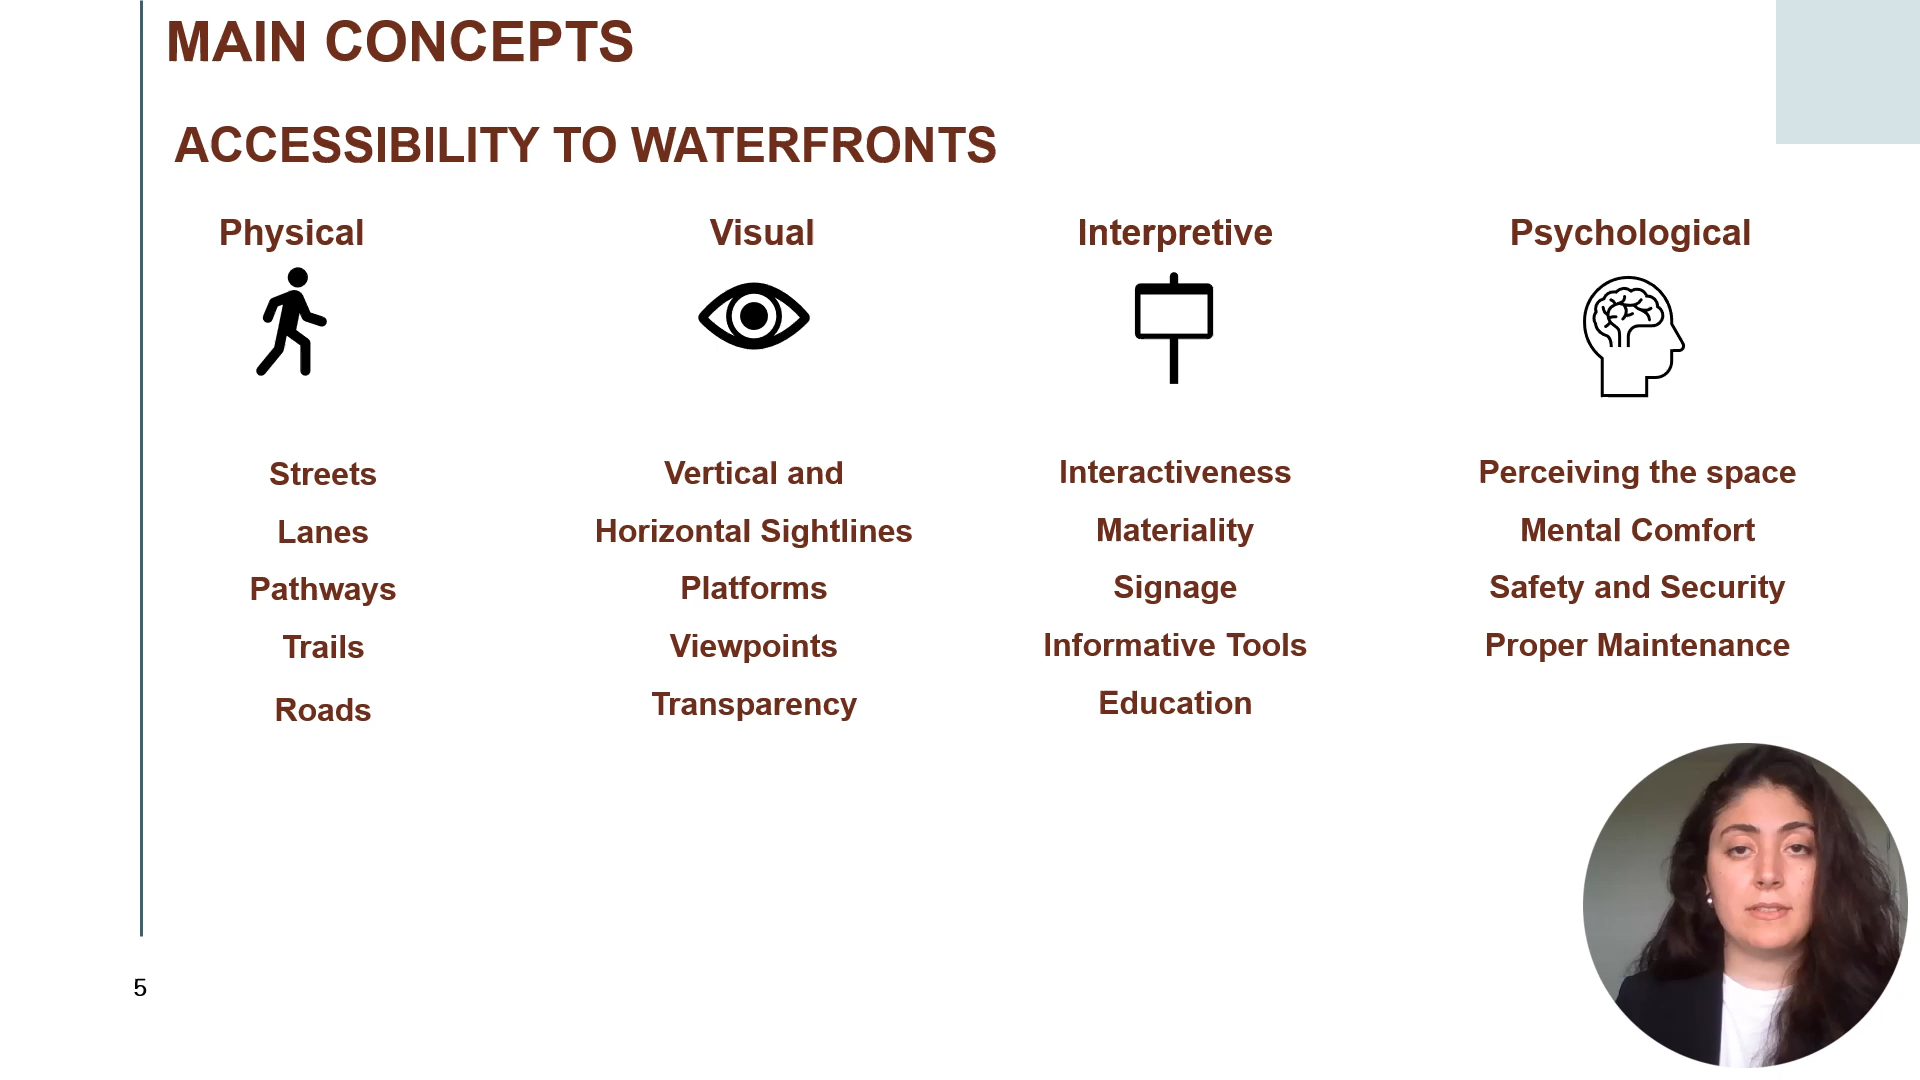 MAIN CONCEPTS
ACCESSIBILITY TO WATERFRONTS
Physical
Streets
Lanes
Pathways
Trails
Roads
Visual
Vertical and
Horizontal Sightlines
Platforms
Viewpoints
Transparency
Interpretive
Interactiveness
Materiality
Signage
Informative Tools
Education
Psychological
Perceiving the space
Mental Comfort
Safety and Security
Proper Maintenance
5